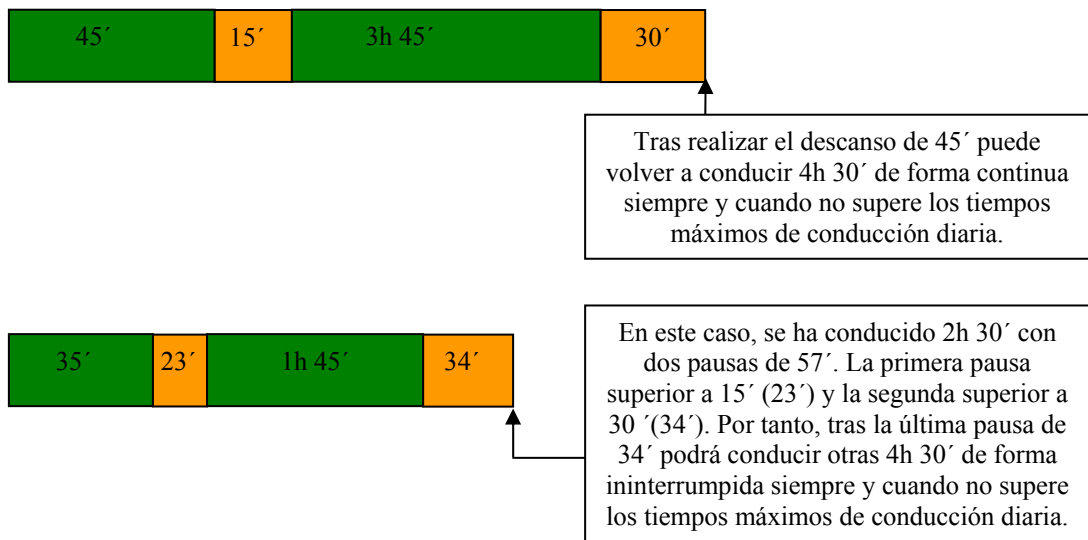 45´ 15´ 3h 45´ 30´
Tras realizar el descanso de 45´ puede
volver a conducir 4h 30´ de forma continua
siempre y cuando no supere los tiempos
máximos de conducción diaria.
35´ 23´ 1h 45´ 34´
En este caso, se ha conducido 2h 30´ con
dos pausas de 57´. La primera pausa
superior a 15´ (23´) y la segunda superior a
30 ´(34´). Por tanto, tras la última pausa de
34´ podrá conducir otras 4h 30´ de forma
ininterrumpida siempre y cuando no supere
los tiempos máximos de conducción diaria.